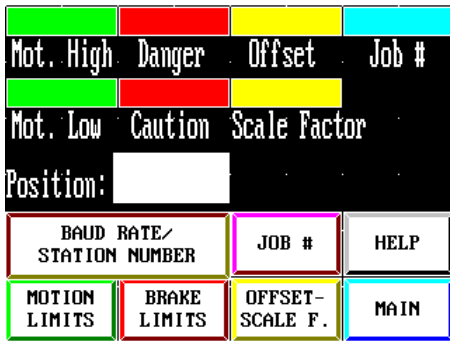 Mot. High Danger Offset Job #
Mot. Low Caution Scale Factor
Position:
BAUD RATE/
STATION NUMBER
JOB #
HELP
MOTION
LIMITS
BRAKE
LIMITS
OFFSET-
SCALE F.
MAIN